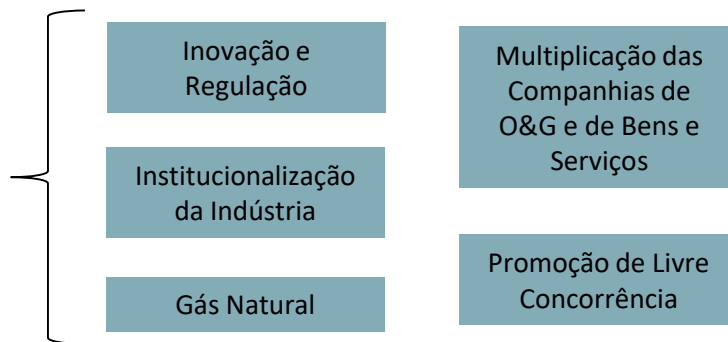 Inovação e
Regulação
Institucionalização
da Indústria
Gás Natural
Multiplicação das
Companhias de
O&G e de Bens e
Serviços
Promoção de Livre
Concorrência